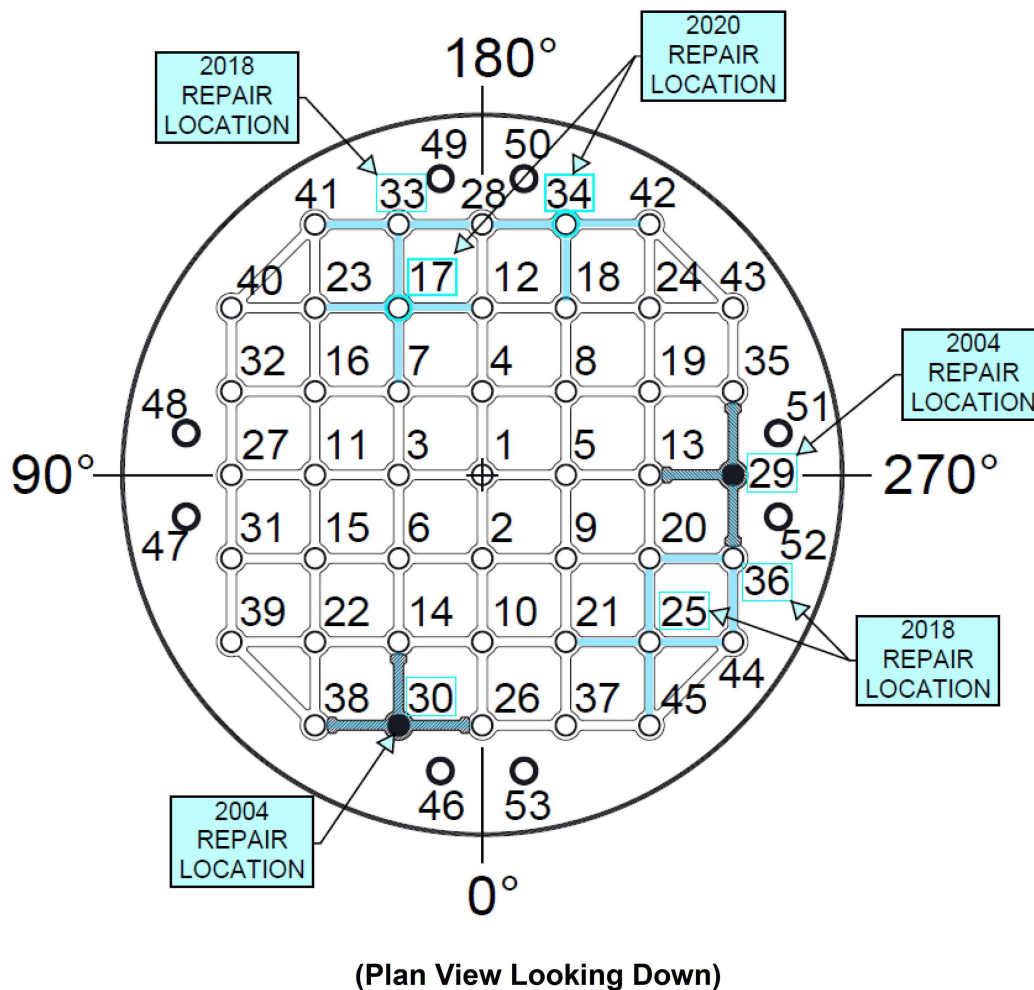 2020
REPAIR
LOCATION
2018
REPAIR
LOCATION
180°
49 50
41 33 28 34 42
40 23 17 12 18 24 43
32 16 7 4 8 19 35
2004
REPAIR
LOCATION
48 51
90° 27 11 3 1 5 13 29 270°
47 31 15 6 2 9 20 52
36
39 22 14 10 21 25
2018
REPAIR
LOCATION
44
38 30 26 37 45
46 53
2004
REPAIR
LOCATION
0°
(Plan View Looking Down)